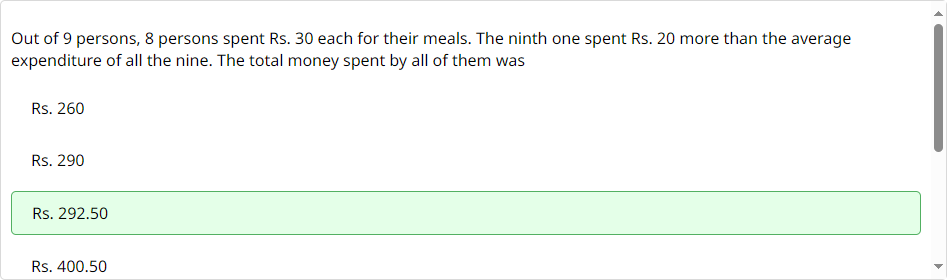 Out of 9 persons, 8 persons spent Rs. 30 each for their meals. The ninth one spent Rs. 20 more than the average
expenditure of all the nine. The total money spent by all of them was
Rs. 260
Rs. 290
Rs. 292.50
Rs. 400.50